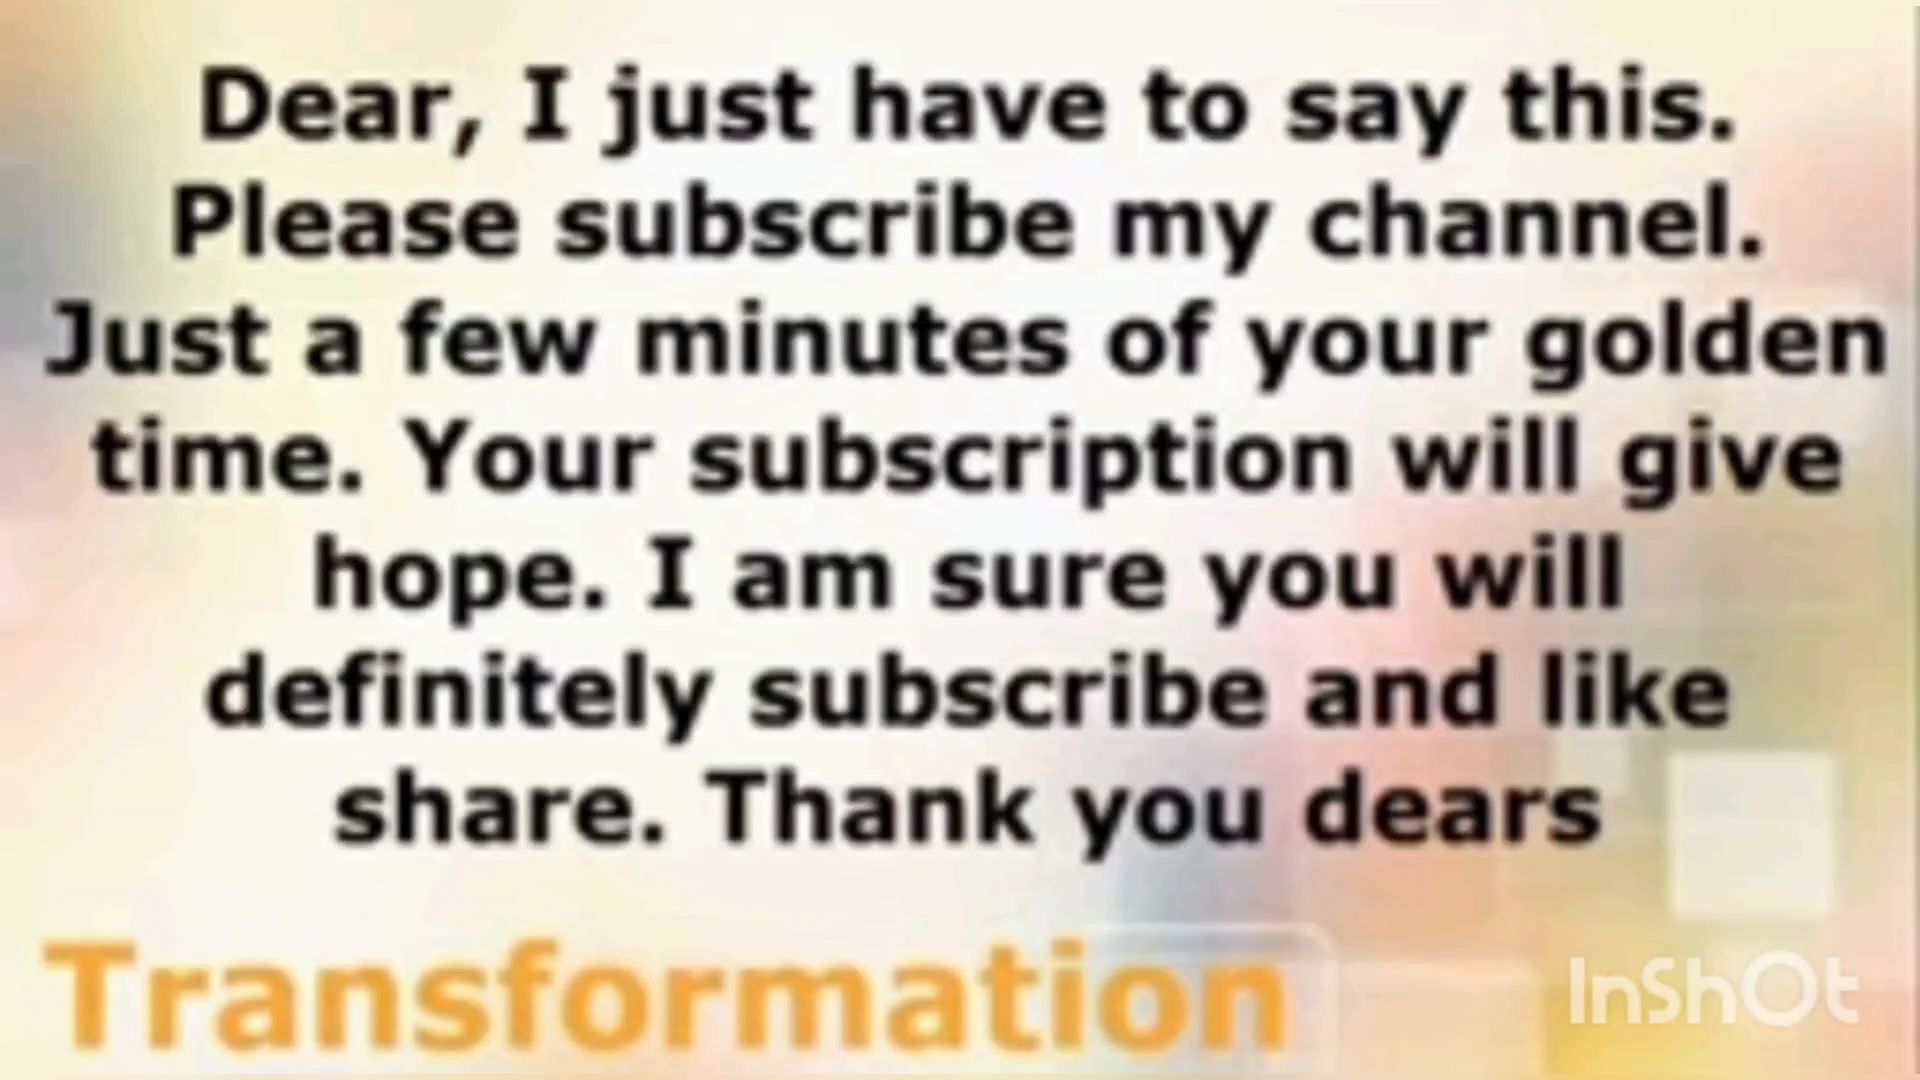 Dear, I just have to say this.
Please subscribe my channel.
Just a few minutes of your golden
time. Your subscription will give
hope. I am sure you will
definitely subscribe and like
share. Thank you dears
Transformation
InShOt